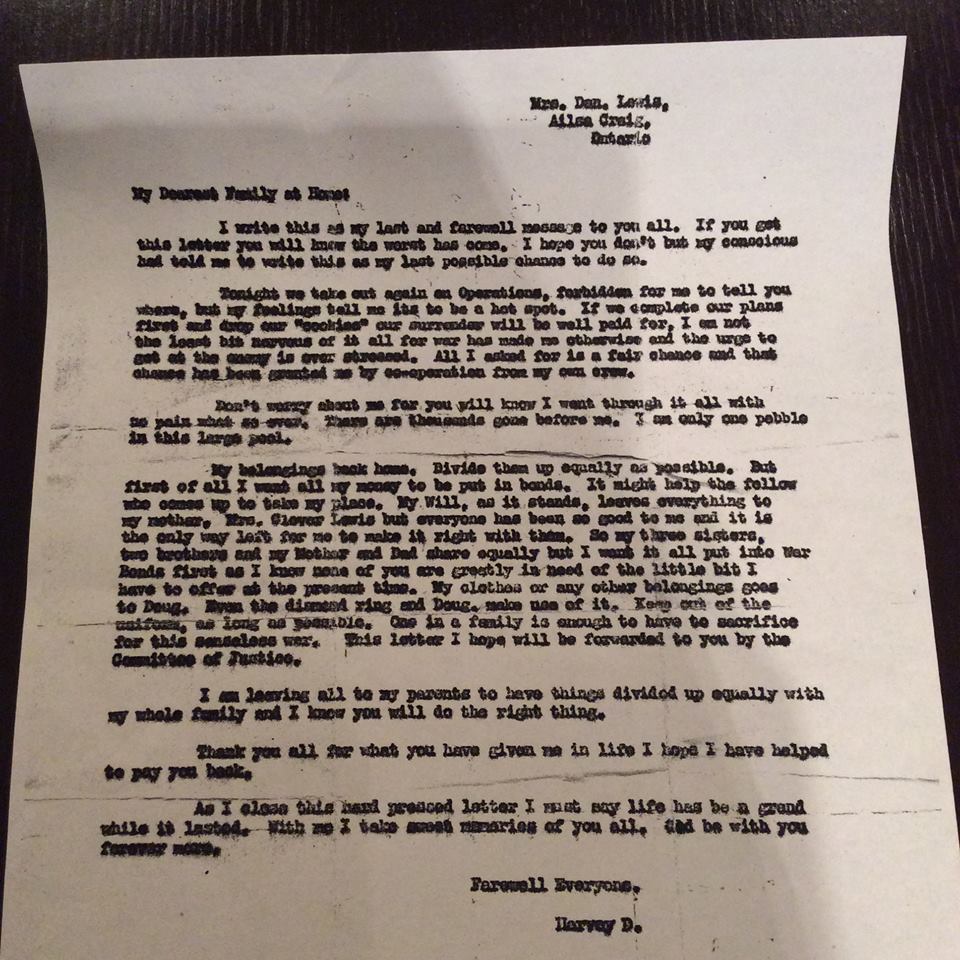 Mrs. Dan. Lewis,
Ailsa Craig,
Ontario
My Dearest Family at Home:
I write this as my last and farewell message to you all. If you get
this letter you will know the worst has come. I hope you don't but my conscious
had told me to write this as my last possible chance to do so.
Tonight we take out again on Operations, forbidden for me to tell you
where, but my feelings tell me its to be a hot spot. If we complete our plans
first and drop our "cookies" our surrender will be well paid for, I am not
the least bit nervous of it all for war has made me otherwise and the urge to
get at the enemy is ever stressed. All I asked for is a fair chance and that
chance has been granted me by co-operation from my own crew.
Don't worry about me for you will know I went through it all with
no pain what so ever. There are thousands gone before me. I am only one pebble
in this large pool.
My belongings back home. Divide them up equally as possible. But
first of all I want all my money to be put in bonds. It might help the fellow
who comes up to take my place. My Will, as it stands, leaves everything to
my mother, Mrs. Clover Lewis but everyone has been so good to me and it is
the only way left for me to make it right with them. So my three sisters,
two brothers and my Mother and Dad share equally but I want it all put into War
Bonds first as I know none of you are greatly in need of the little bit I
have to offer at the present time. My clothes or any other belongings goes
to Doug. Even the diamond ring and Doug. make use of it. Keep out of the
uniform, as long as possible. One in a family is enough to have to sacrifice
for this senseless war. This letter I hope will be forwarded to you by the
Committee of Justice.
I am leaving all to my parents to have things divided up equally with
my whole family and I know you will do the right thing.
Thank you all for what you have given me in life I hope I have helped
to pay you back.
As I close this hard pressed letter I must say life has be n grand
while it lasted. With me I take sweet memories of you all. God be with you
forever more.
Farewell Everyone.
Harvey D.